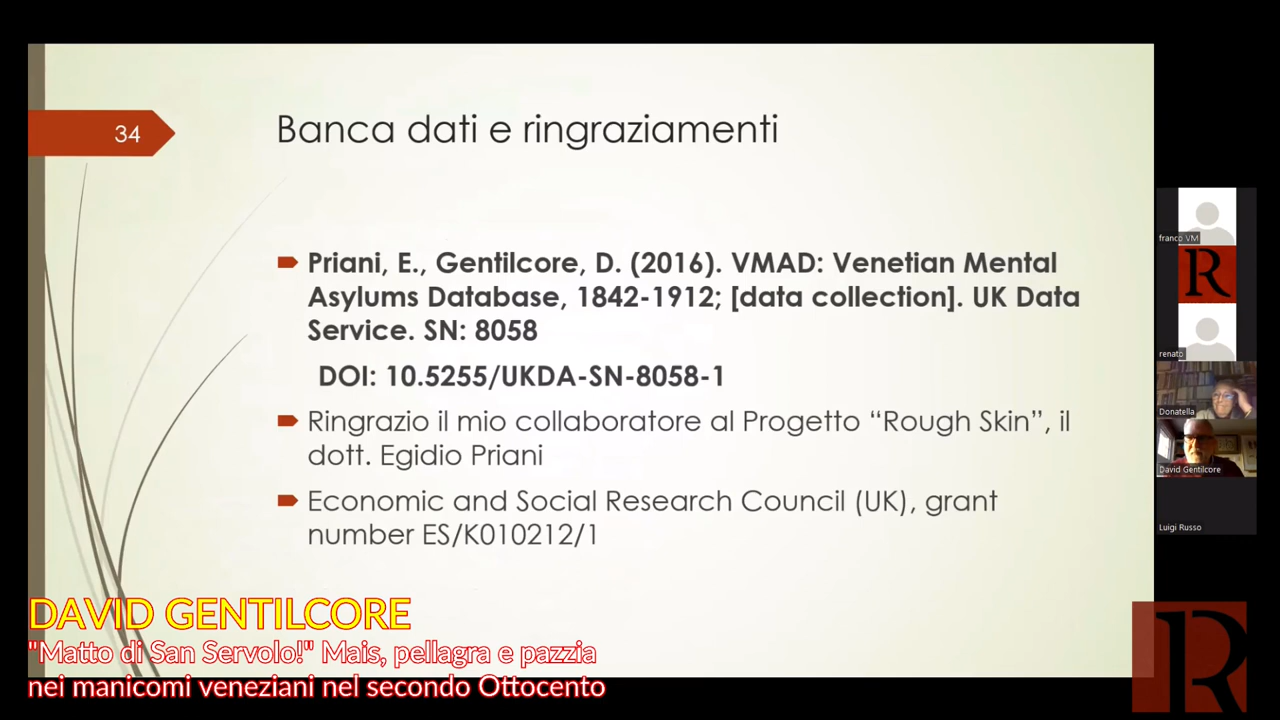 34
Banca dati e ringraziamenti
Priani, E., Gentilcore, D. (2016). VMAD: Venetian Mental
Asylums Database, 1842-1912; [data collection]. UK Data
Service. SN: 8058
DOI: 10.5255/UKDA-SN-8058-1
Ringrazio il mio collaboratore al Progetto “Rough Skin”, il
dott. Egidio Priani
Economic and Social Research Council (UK), grant
number ES/K010212/1
franco VM
R
renato
Donatella
David Gentilcore
Luigi Russo
DAVID GENTILCORE
"Matto di San Servolo!" Mais, pellagra e pazzia
nei manicomi veneziani nel secondo Ottocento
R